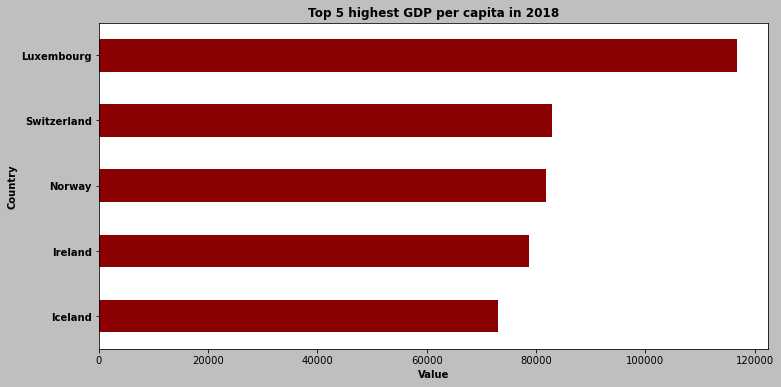 Top 5 highest GDP per capita in 2018
Luxembourg
Switzerland
Norway
Ireland
Iceland
Country
0 20000 40000 60000 80000 100000 120000
Value